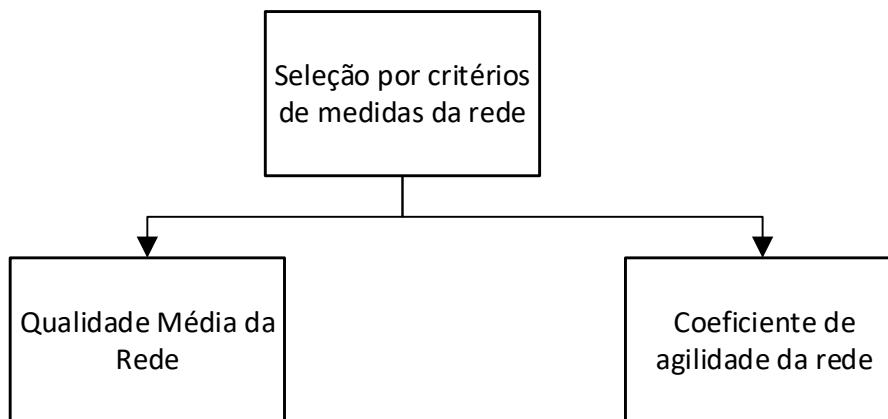 Seleção por critérios
de medidas da rede
Qualidade Média da
Rede
Coeficiente de
agilidade da rede